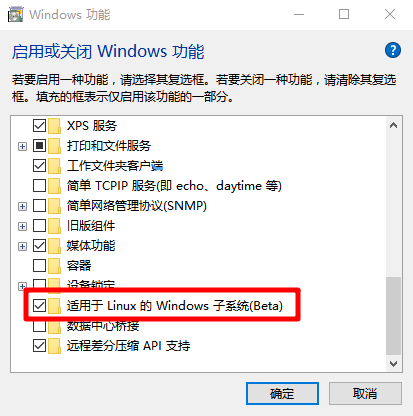 Windows 功能
启用或关闭 Windows 功能
若要启用一种功能，请选择其复选框。若要关闭一种功能，请清除其复选
框。填充的框表示仅启用该功能的一部分。
XPS 服务
打印和文件服务
工作文件夹客户端
简单 TCPIP 服务(即 echo、daytime 等)
简单网络管理协议(SNMP)
旧版组件
媒体功能
容器
设备锁定
适用于 Linux 的 Windows 子系统(Beta)
数据中心桥接
远程差分压缩 API 支持
确定
取消